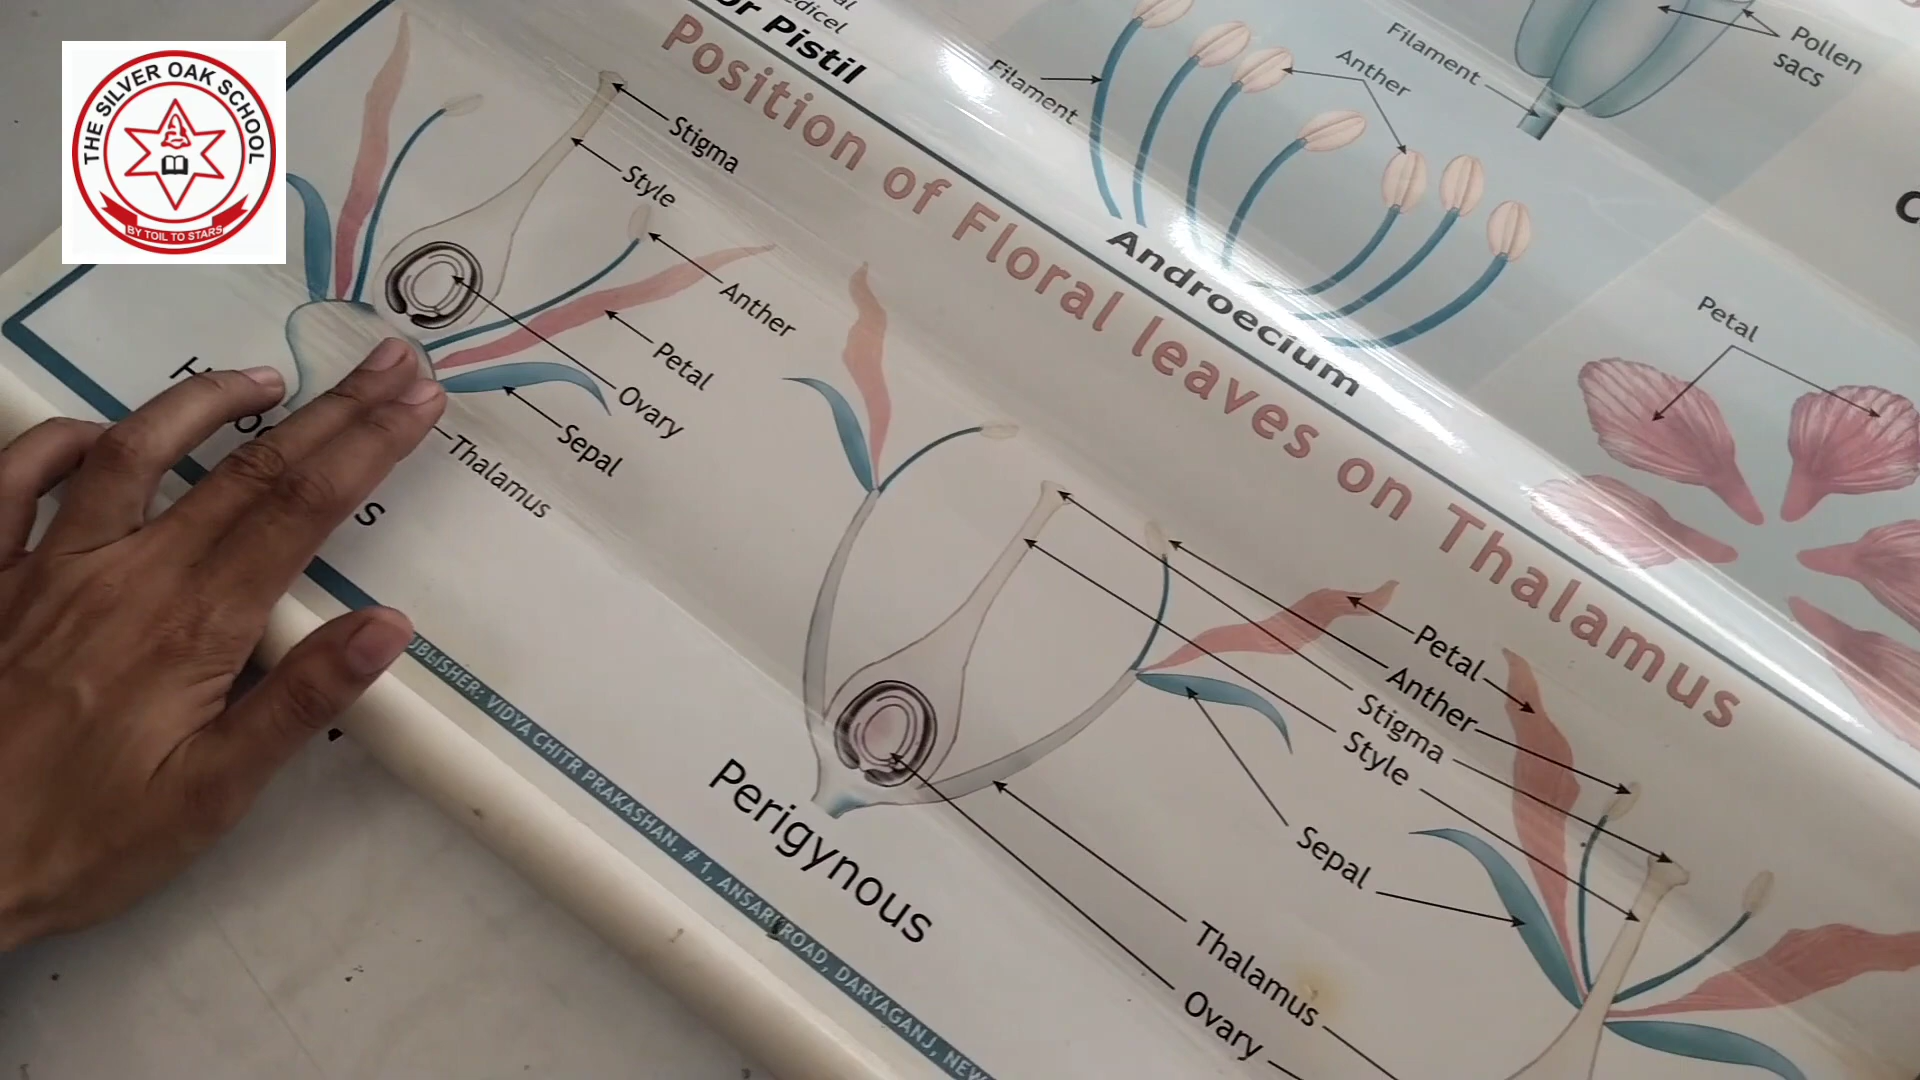 THE SILVER OAK SCHOOL
BY TOIL TO STARS
or Pistil
Position of Floral leaves on Thalamus
Filament
Anther
Filament
Pollen
sacs
Androecium
Petal
Stigma
Style
Anther
Petal
Ovary
Sepal
Thalamus
Perigynous
Petal
Anther
Stigma
Style
Sepal
Thalamus
Ovary
PUBLISHER: VIDYA CHITR PRAKASHAN, # 1, ANSARI ROAD, DARYAGANJ, NEW